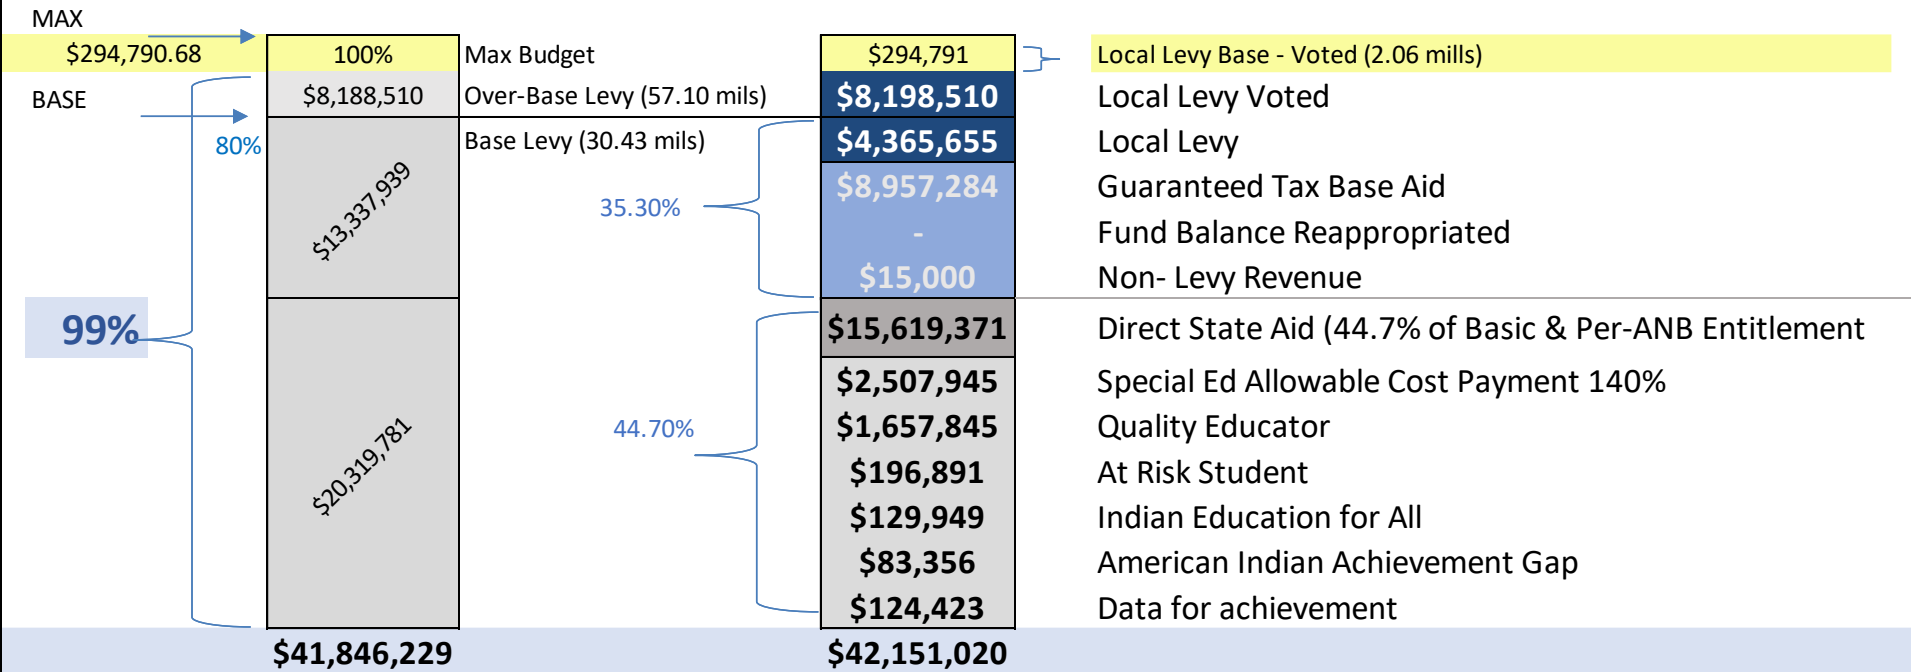 MAX
$294,790.68 100% Max Budget $294,791 Local Levy Base - Voted (2.06 mills)
BASE $8,188,510 Over-Base Levy (57.10 mils) $8,198,510 Local Levy Voted
80% Base Levy (30.43 mils) $4,365,655 Local Levy
$13,337,939 35.30% $8,957,284 Guaranteed Tax Base Aid
- Fund Balance Reappropriated
$15,000 Non- Levy Revenue
99% $15,619,371 Direct State Aid (44.7% of Basic & Per-ANB Entitlement
$2,507,945 Special Ed Allowable Cost Payment 140%
$20,319,781 44.70% $1,657,845 Quality Educator
$196,891 At Risk Student
$129,949 Indian Education for All
$83,356 American Indian Achievement Gap
$124,423 Data for achievement
$41,846,229 $42,151,020